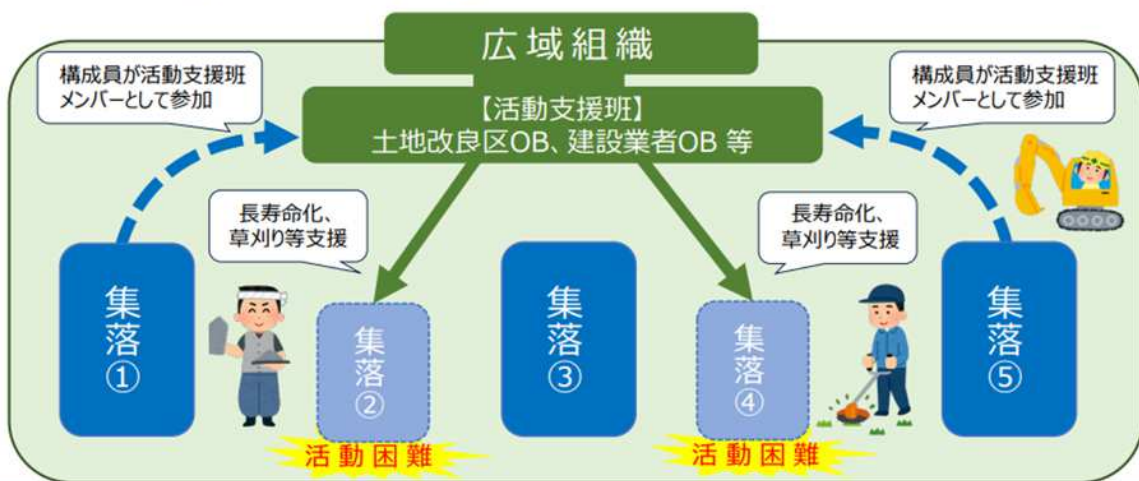 広域組織
【活動支援班】
土地改良区OB、建設業者OB 等
構成員が活動支援班
メンバーとして参加
構成員が活動支援班
メンバーとして参加
長寿命化、
草刈り等支援
長寿命化、
草刈り等支援
集落①
集落②
集落③
集落④
集落⑤
活動困難
活動困難